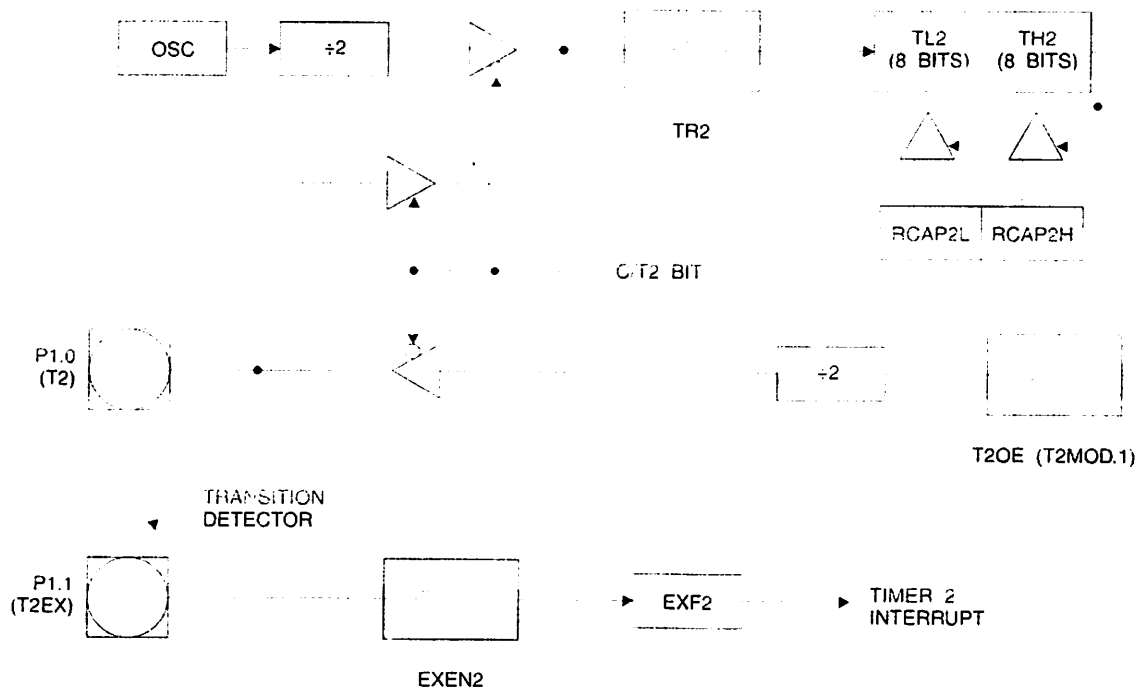 OSC
÷2
TL2 TH2
(8 BITS) (8 BITS)
TR2
RCAP2L RCAP2H
C/T2 BIT
P1.0
(T2)
÷2
T2OE (T2MOD.1)
TRANSITION
DETECTOR
P1.1
(T2EX)
EXF2
TIMER 2
INTERRUPT
EXEN2